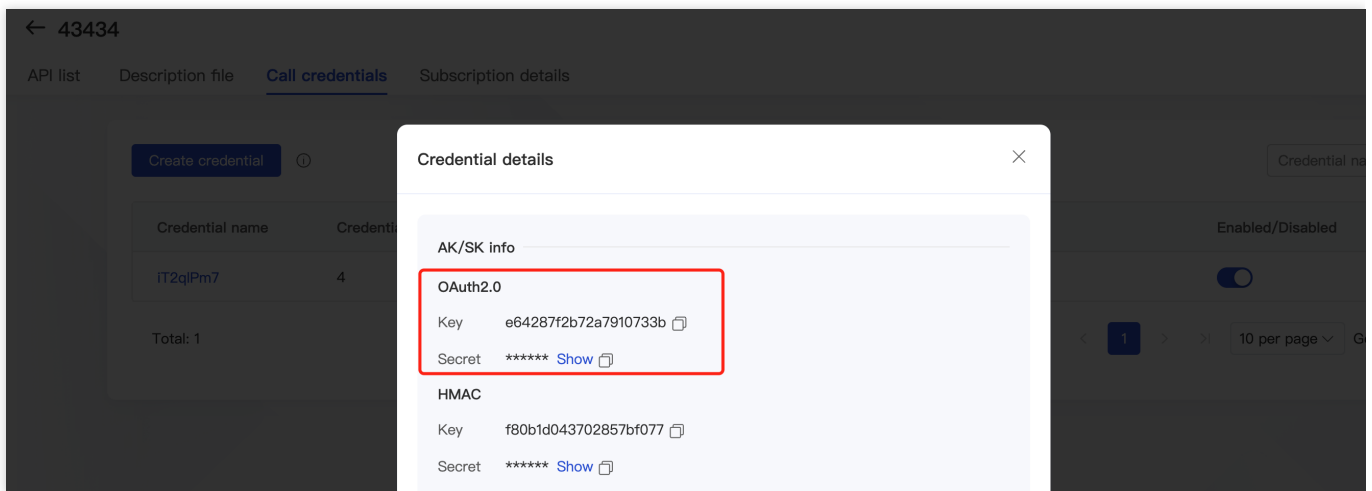 ← 43434
API list Description file Call credentials Subscription details
Create credential
Credential details
Credential na
Credential name Credentia Enabled/Disabled
AK/SK info
iT2qlPm7 4
OAuth2.0
Key e64287f2b72a7910733b
Total: 1 1 10 per page G
Secret ****** Show
HMAC
Key f80b1d043702857bf077
Secret ****** Show